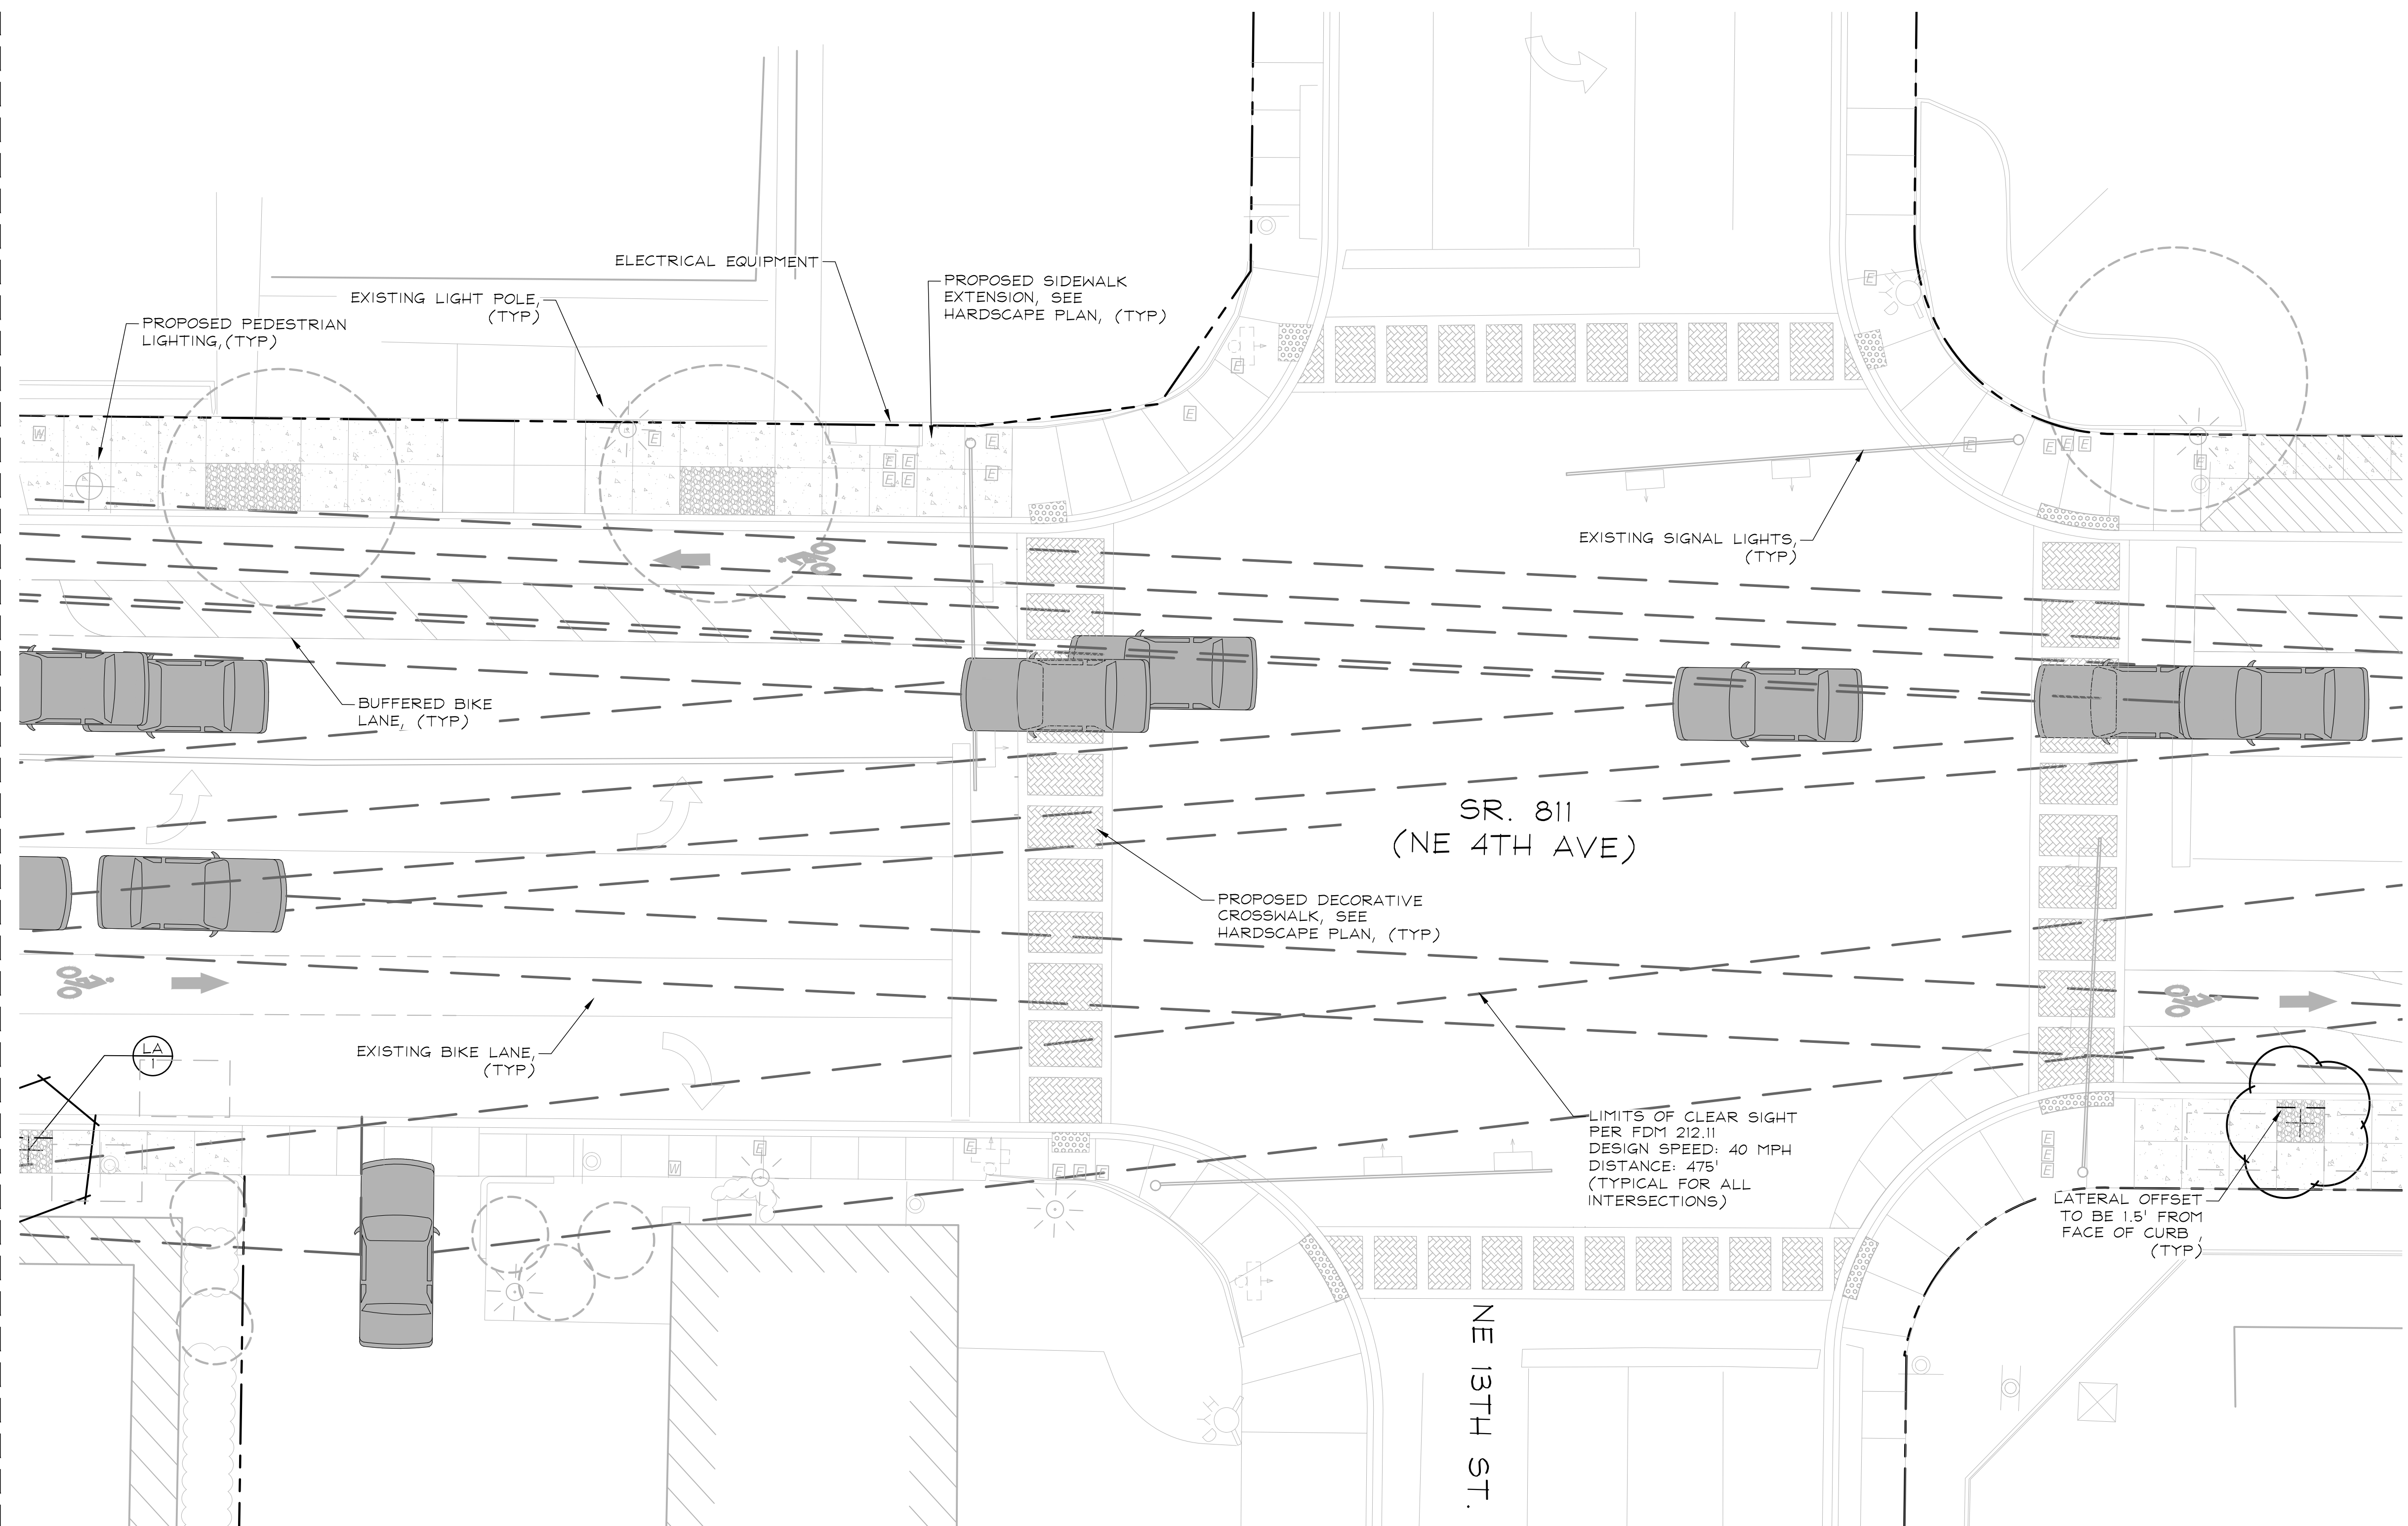 ELECTRICAL EQUIPMENT
PROPOSED SIDEWALK
EXTENSION, SEE
HARDSCAPE PLAN, (TYP)
EXISTING LIGHT POLE,
(TYP)
PROPOSED PEDESTRIAN
LIGHTING,(TYP)
E
E
H
Y
E
E
W
E
E
E
E
E
E
E
E
E
E
E
E
E
EXISTING SIGNAL LIGHTS,
(TYP)
BUFFERED BIKE
LANE, (TYP)
SR. 811
(NE 4TH AVE)
PROPOSED DECORATIVE
CROSSWALK, SEE
HARDSCAPE PLAN, (TYP)
LA
1
EXISTING BIKE LANE,
(TYP)
LIMITS OF CLEAR SIGHT
PER FDM 212.11
DESIGN SPEED: 40 MPH
DISTANCE: 475'
(TYPICAL FOR ALL
INTERSECTIONS)
E
E
W
E
E
E
E
E
E
LATERAL OFFSET
TO BE 1.5' FROM
FACE OF CURB ,
(TYP)
NE 13TH ST.
H
Y
D